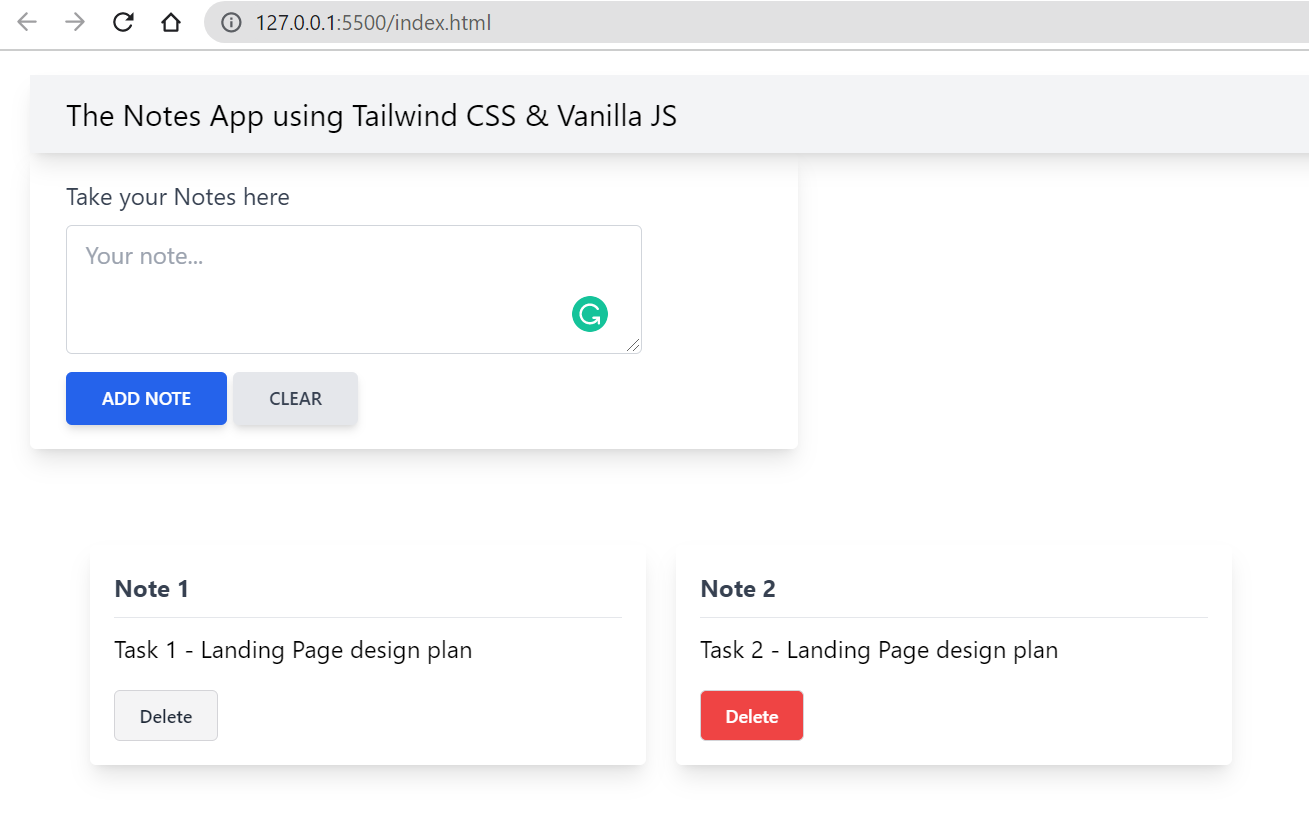 127.0.0.1:5500/index.html
The Notes App using Tailwind CSS & Vanilla JS
Take your Notes here
Your note...
ADD NOTE CLEAR
Note 1
Task 1 - Landing Page design plan
Delete
Note 2
Task 2 - Landing Page design plan
Delete